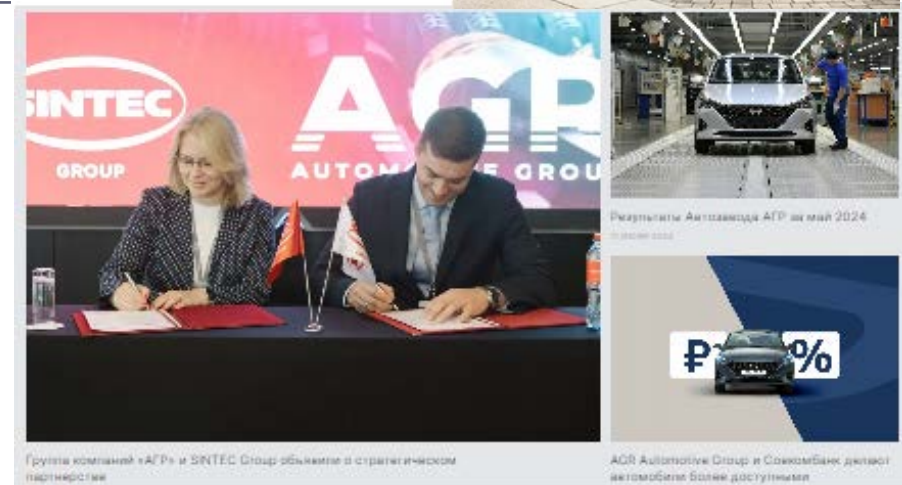 SINTEC
GROUP
AGR
AUTOMOTIVE GROU
Группа компаний «АГР» и SINTEC Group объявили о стратегическом
партнерстве
Результаты Автозавода АГР за май 2024
₽ %
AGR Automotive Group и Совкомбанк делают
автомобили более доступными